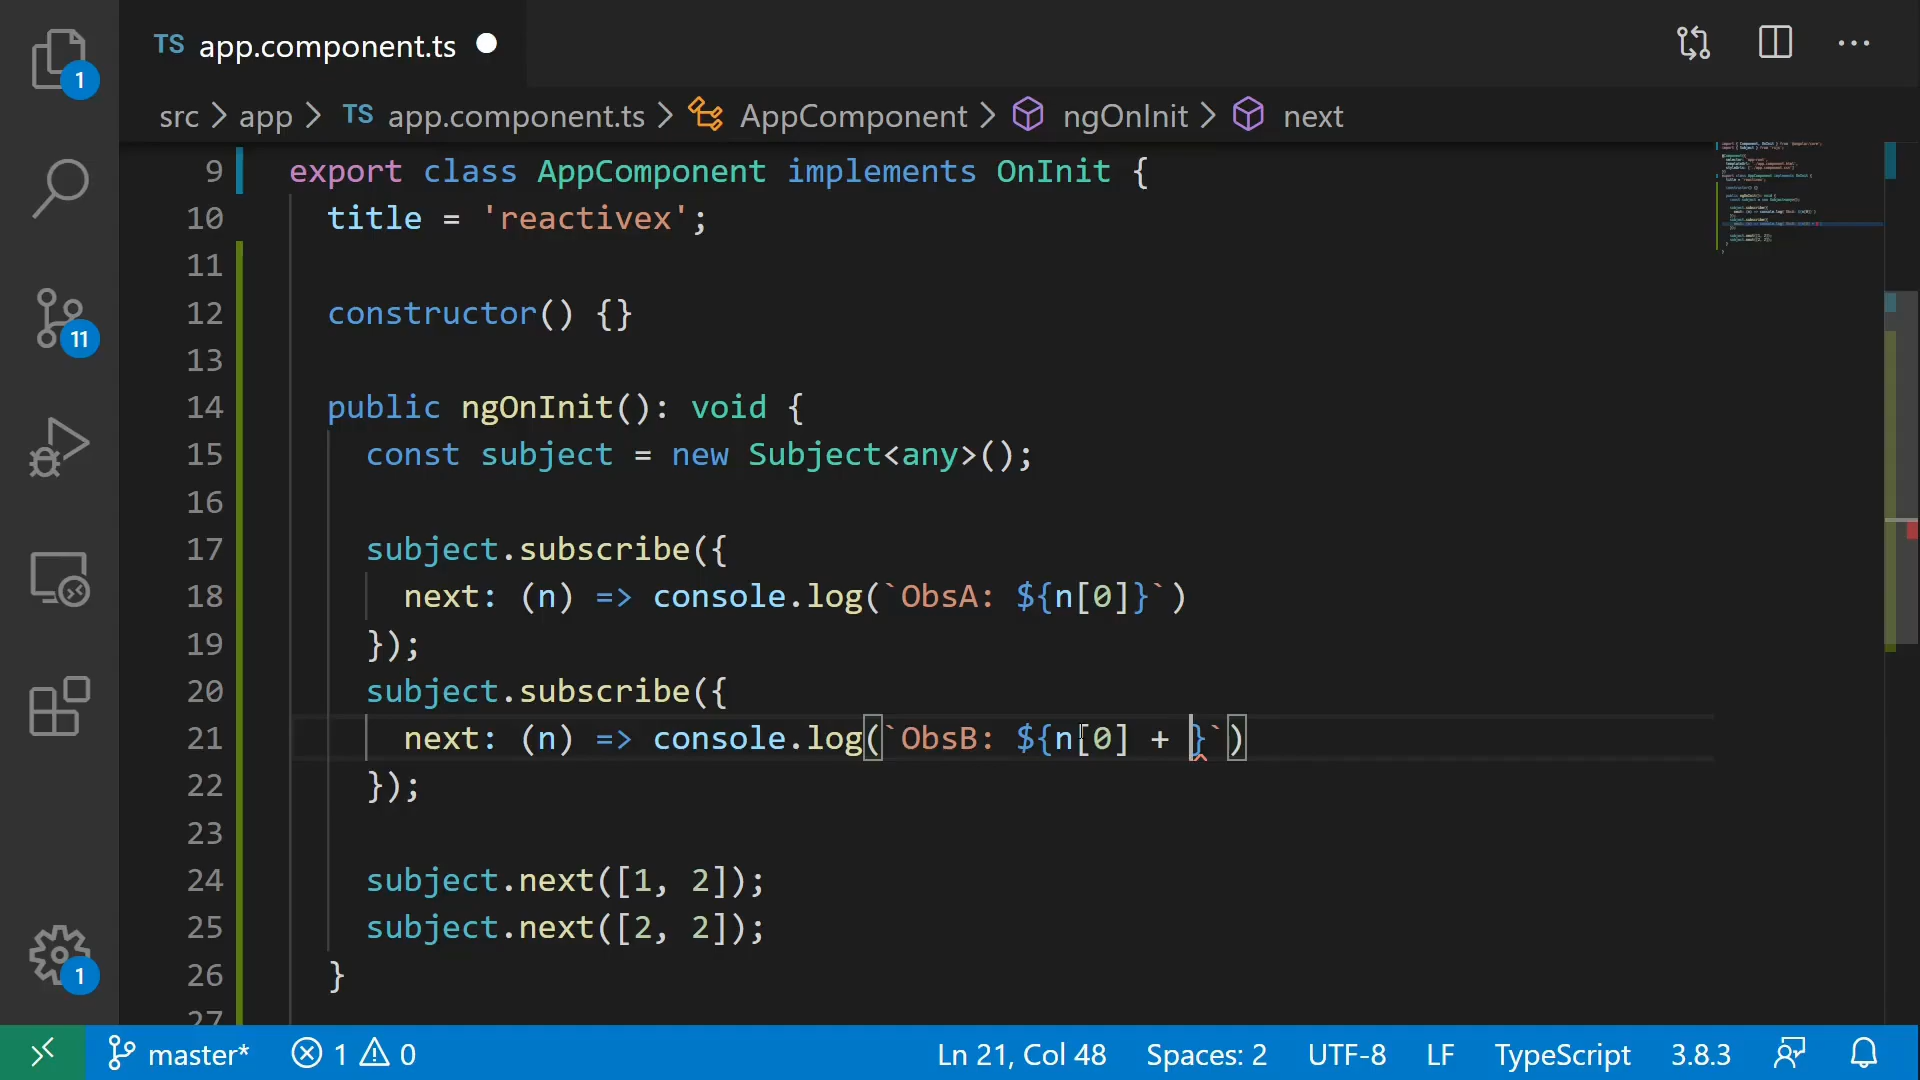 TS app.component.ts
1
src > app > TS app.component.ts > AppComponent > ngOnInit > next
9 export class AppComponent implements OnInit {
10 title = 'reactivex';
11
12 constructor() {}
13
14 public ngOnInit(): void {
15 const subject = new Subject<any>();
16
17 subject.subscribe({
18 next: (n) => console.log(`ObsA: ${n[0]}`)
19 });
20 subject.subscribe({
21 next: (n) => console.log(`ObsB: ${n[0] + }`)
22 });
23
24 subject.next([1, 2]);
25 subject.next([2, 2]);
26 }
27
11
1
master* 1 0 Ln 21, Col 48 Spaces: 2 UTF-8 LF TypeScript 3.8.3